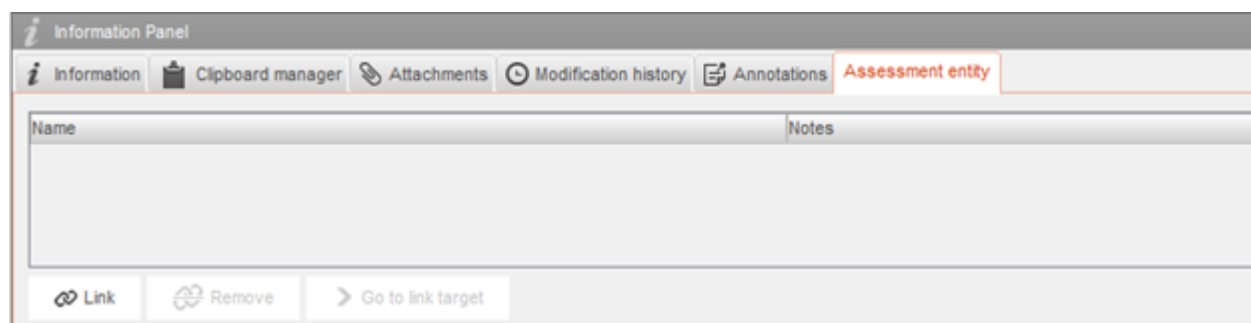 Information Panel
Information Clipboard manager Attachments Modification history Annotations Assessment entity
Name Notes
Link Remove Go to link target